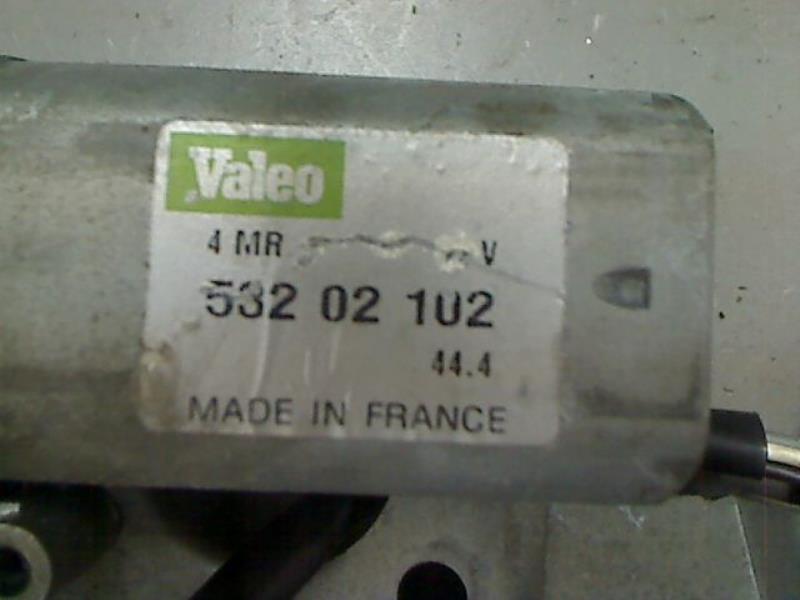 Valeo
4 MR V
532 02 102
44.4
MADE IN FRANCE